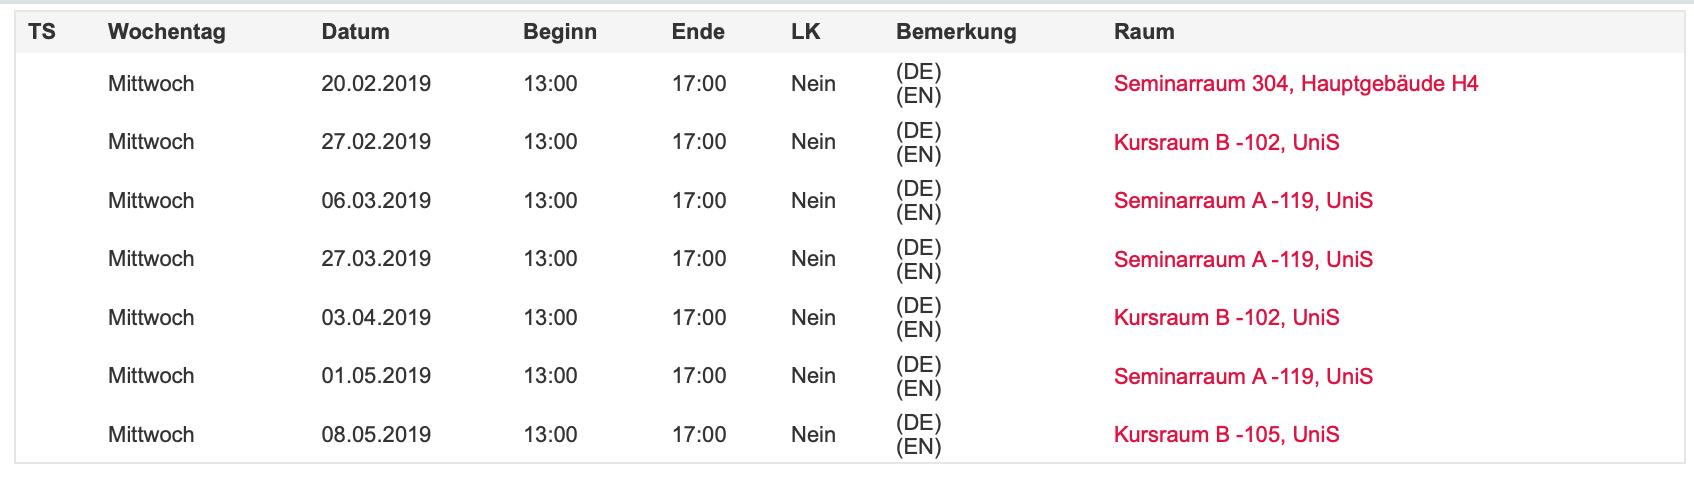 TS Wochentag Datum Beginn Ende LK Bemerkung Raum
Mittwoch 20.02.2019 13:00 17:00 Nein (DE) (EN) Seminarraum 304, Hauptgebäude H4
Mittwoch 27.02.2019 13:00 17:00 Nein (DE) (EN) Kursraum B -102, UniS
Mittwoch 06.03.2019 13:00 17:00 Nein (DE) (EN) Seminarraum A -119, UniS
Mittwoch 27.03.2019 13:00 17:00 Nein (DE) (EN) Seminarraum A -119, UniS
Mittwoch 03.04.2019 13:00 17:00 Nein (DE) (EN) Kursraum B -102, UniS
Mittwoch 01.05.2019 13:00 17:00 Nein (DE) (EN) Seminarraum A -119, UniS
Mittwoch 08.05.2019 13:00 17:00 Nein (DE) (EN) Kursraum B -105, UniS